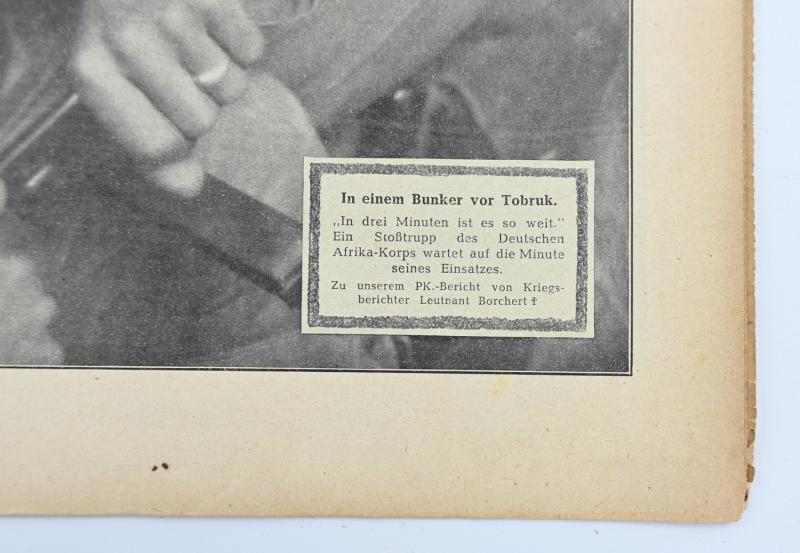 In einem Bunker vor Tobruk.
„In drei Minuten ist es so weit.“
Ein Stoßtrupp des Deutschen
Afrika-Korps wartet auf die Minute
seines Einsatzes.
Zu unserem PK.-Bericht von Kriegs-
berichter Leutnant Borchert ✝